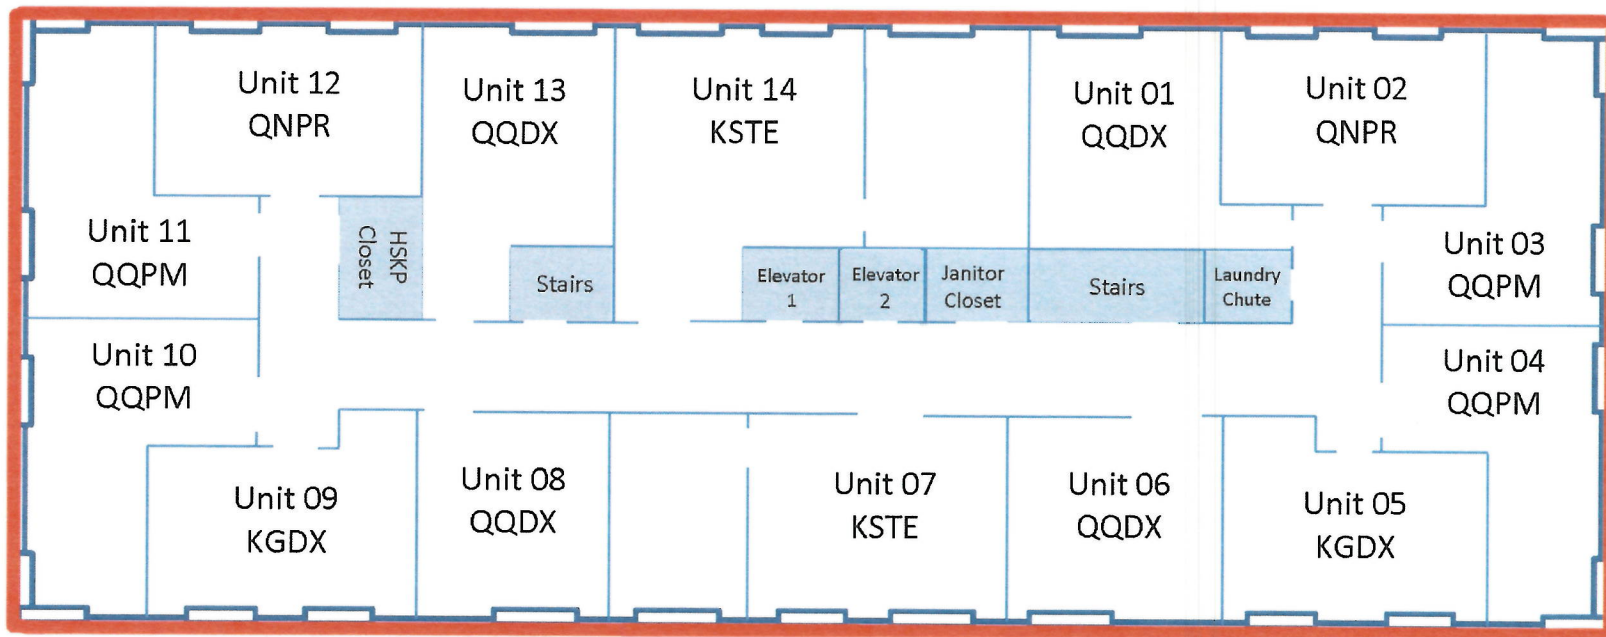 Unit 12
QNPR
Unit 13
QQDX
Unit 14
KSTE
Unit 01
QQDX
Unit 02
QNPR
Unit 11
QQPM
HSKP
Closet
Stairs
Elevator
1
Elevator
2
Janitor
Closet
Stairs
Laundry
Chute
Unit 03
QQPM
Unit 10
QQPM
Unit 04
QQPM
Unit 09
KGDX
Unit 08
QQDX
Unit 07
KSTE
Unit 06
QQDX
Unit 05
KGDX